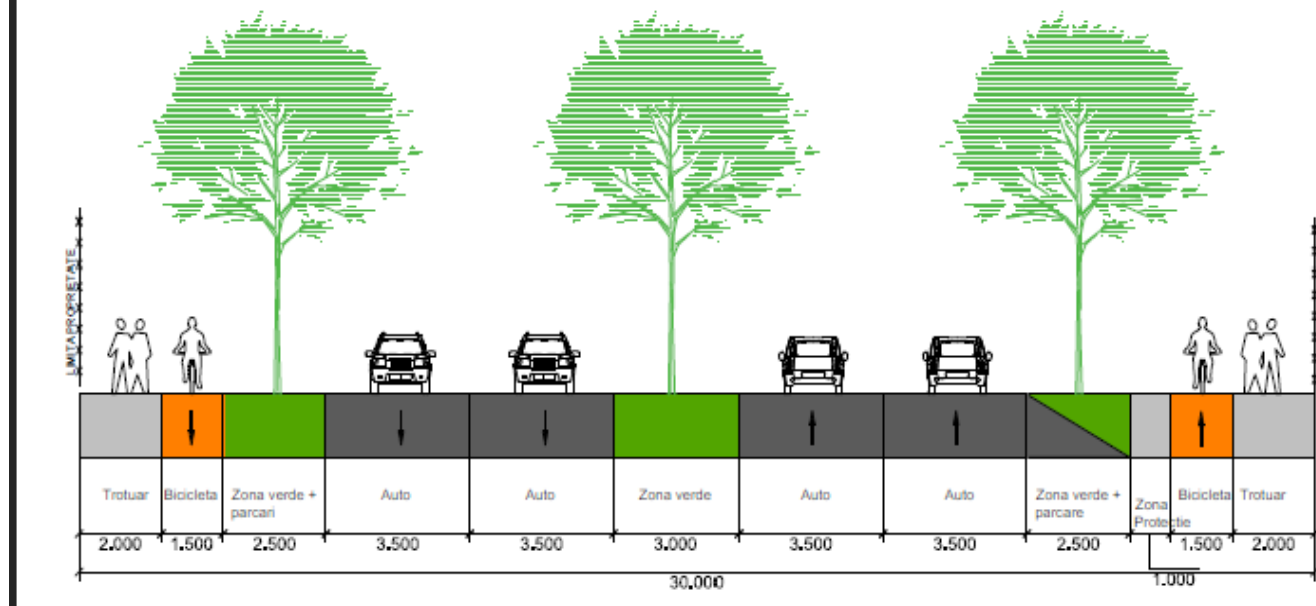 LIMITA PROPRIETATE
Trotuar
Bicicleta
Zona verde +
parcari
Auto
Auto
Zona verde
Auto
Auto
Zona verde +
parcare
Zona
Protectie
Bicicleta
Trotuar
2.000
1.500
2.500
3.500
3.500
3.000
3.500
3.500
2.500
1.500
2.000
1.000
30.000